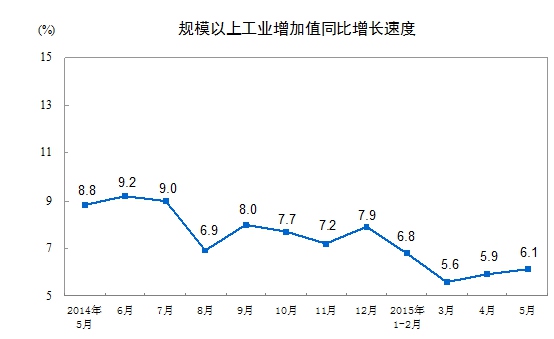 (%)
规模以上工业增加值同比增长速度
15
13
11
9
7
5
8.8
9.2
9.0
6.9
8.0
7.7
7.2
7.9
6.8
5.6
5.9
6.1
2014年
5月
6月
7月
8月
9月
10月
11月
12月
2015年
1-2月
3月
4月
5月